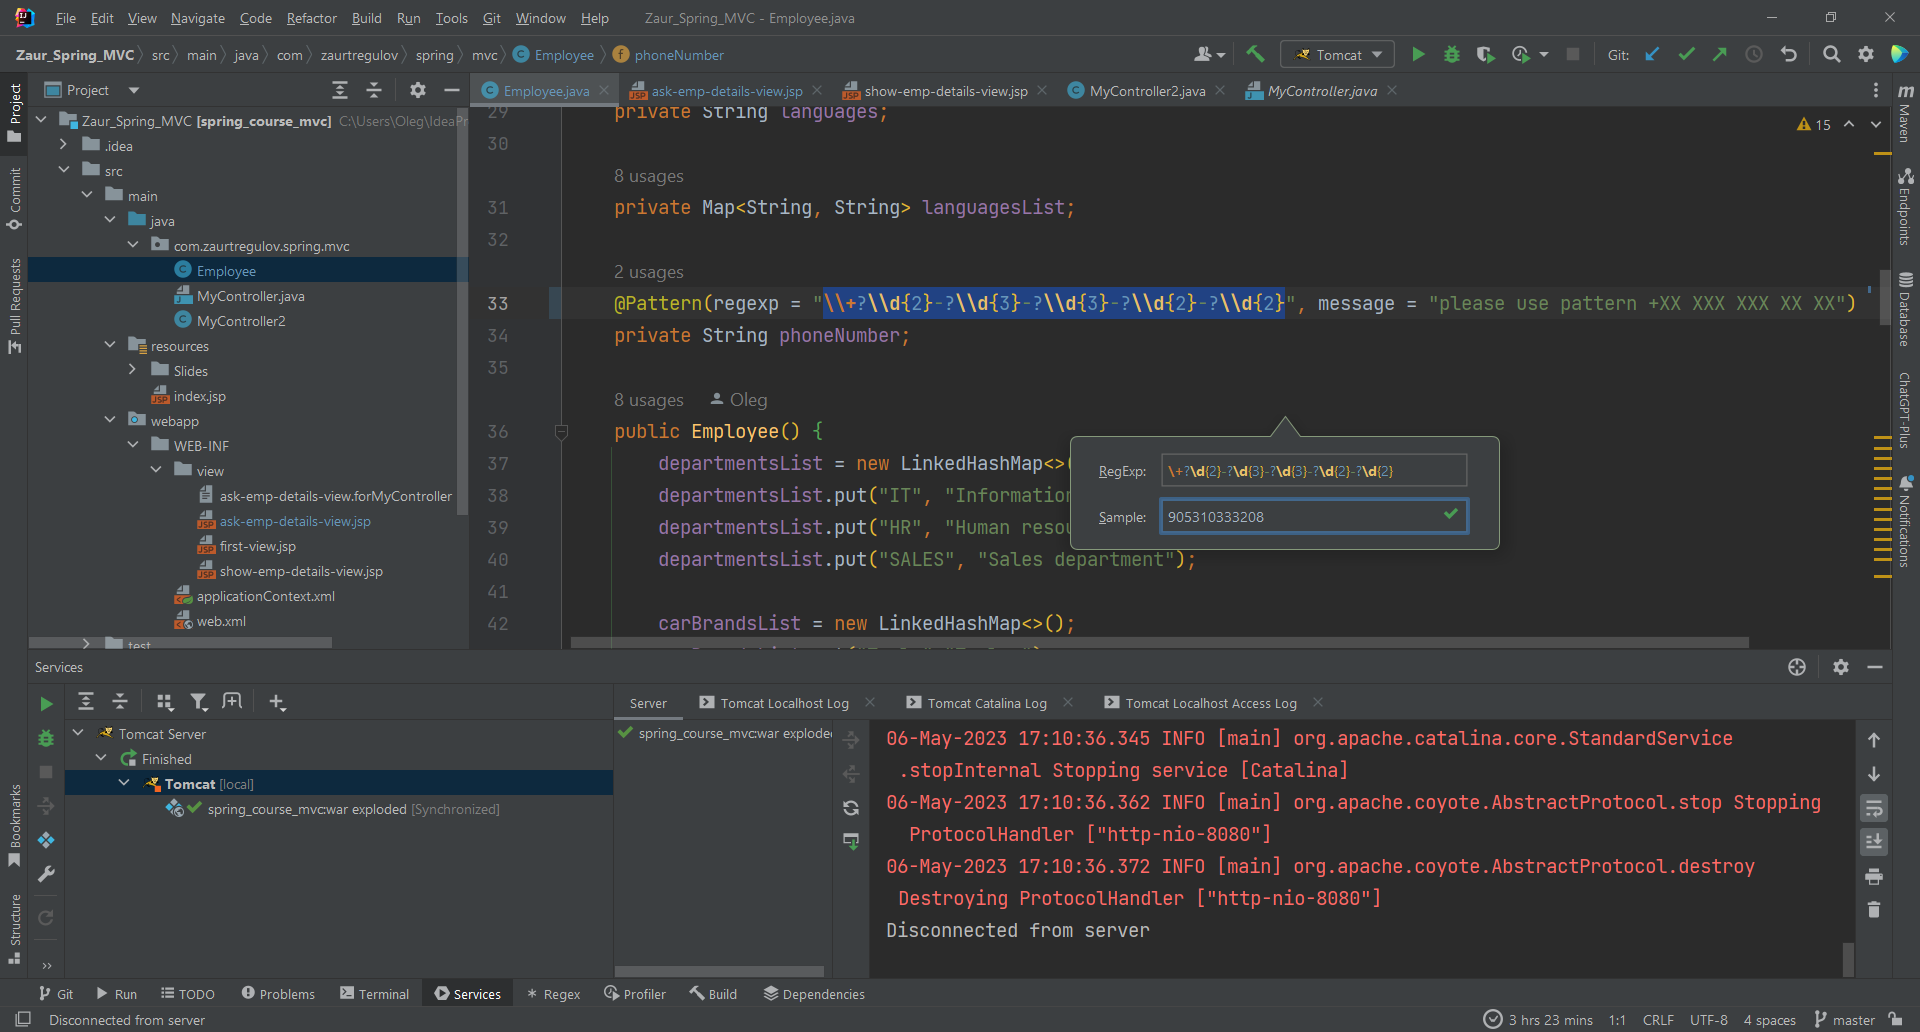 File Edit View Navigate Code Refactor Build Run Tools Git Window Help Zaur_Spring_MVC - Employee.java
Zaur_Spring_MVC src main java com zaurtregulov spring mvc Employee phoneNumber Tomcat Git:
Project
Employee.java ask-emp-details-view.jsp show-emp-details-view.jsp MyController2.java MyController.java
Project
Commit
Pull Requests
Bookmarks
Structure
Zaur_Spring_MVC [spring_course_mvc] C:\Users\Oleg\IdeaPr
.idea
src
main
java
com.zaurtregulov.spring.mvc
Employee
MyController.java
MyController2
resources
Slides
index.jsp
webapp
WEB-INF
view
ask-emp-details-view.forMyController
ask-emp-details-view.jsp
first-view.jsp
show-emp-details-view.jsp
applicationContext.xml
web.xml
test
15
29 private String languages;
30
8 usages
31 private Map<String, String> languagesList;
32
2 usages
33 @Pattern(regexp = "\\+?\\d{2}-?\\d{3}-?\\d{3}-?\\d{2}-?\\d{2}", message = "please use pattern +XX XXX XXX XX XX")
34 private String phoneNumber;
35
8 usages Oleg
36 public Employee() {
37 departmentsList = new LinkedHashMap<>(
38 departmentsList.put("IT", "Information
39 departmentsList.put("HR", "Human resou
40 departmentsList.put("SALES", "Sales department");
41
42 carBrandsList = new LinkedHashMap<>();
RegExp: \+?\d{2}-?\d{3}-?\d{3}-?\d{2}-?\d{2}
Sample: 905310333208
Maven
Endpoints
Database
ChatGPT-Plus
Notifications
Services
Tomcat Server
Finished
Tomcat [local]
spring_course_mvc:war exploded [Synchronized]
Server Tomcat Localhost Log Tomcat Catalina Log Tomcat Localhost Access Log
spring_course_mvc:war exploded
06-May-2023 17:10:36.345 INFO [main] org.apache.catalina.core.StandardService
.stopInternal Stopping service [Catalina]
06-May-2023 17:10:36.362 INFO [main] org.apache.coyote.AbstractProtocol.stop Stopping
ProtocolHandler ["http-nio-8080"]
06-May-2023 17:10:36.372 INFO [main] org.apache.coyote.AbstractProtocol.destroy
Destroying ProtocolHandler ["http-nio-8080"]
Disconnected from server
Git Run TODO Problems Terminal Services Regex Profiler Build Dependencies
Disconnected from server 3 hrs 23 mins 1:1 CRLF UTF-8 4 spaces master